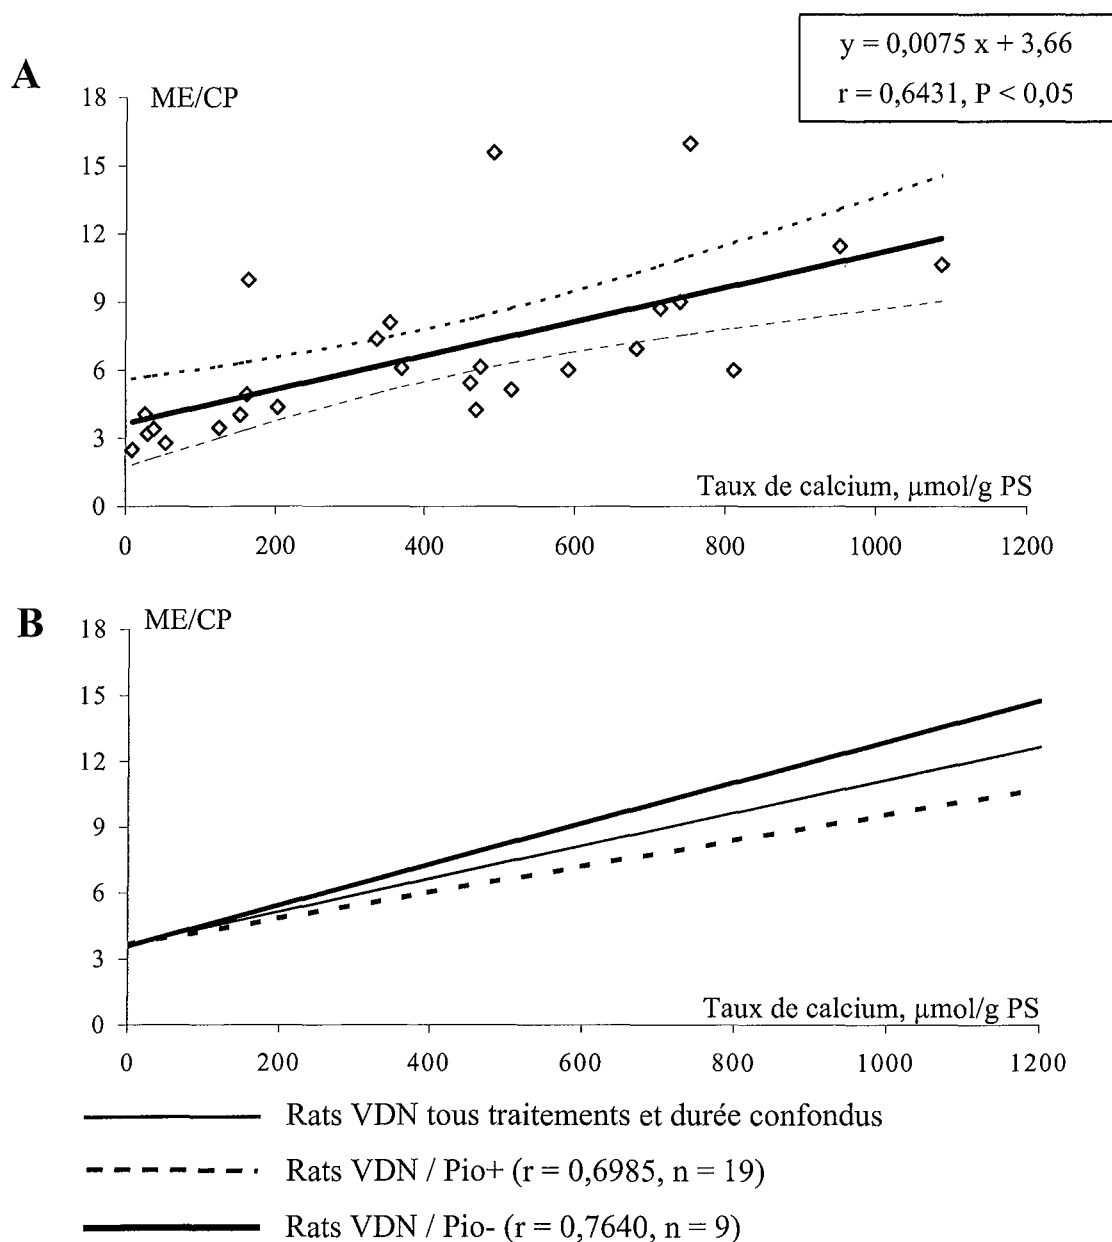 y = 0,0075 x + 3,66
r = 0,6431, P < 0,05
A
ME/CP
18
15
12
9
6
3
0
Taux de calcium, µmol/g PS
0 200 400 600 800 1000 1200
B
ME/CP
18
15
12
9
6
3
0
Taux de calcium, µmol/g PS
0 200 400 600 800 1000 1200
Rats VDN tous traitements et durée confondus
Rats VDN / Pio+ (r = 0,6985, n = 19)
Rats VDN / Pio- (r = 0,7640, n = 9)